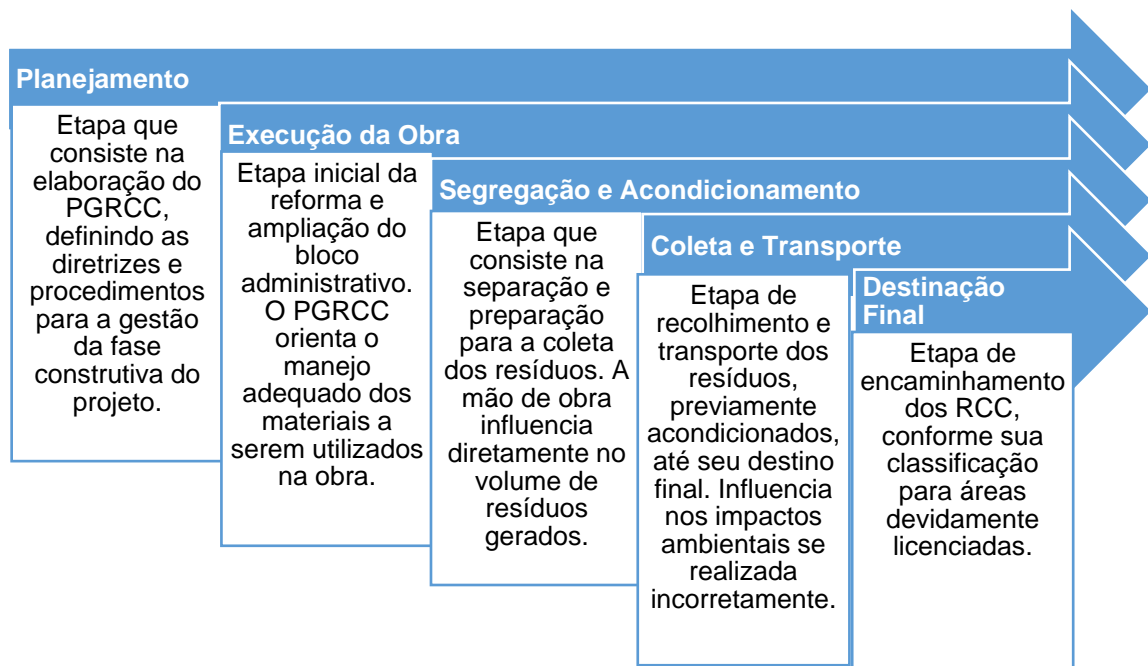 Planejamento
Etapa que
consiste na
elaboração do
PGRCC,
definindo as
diretrizes e
procedimentos
para a gestão
da fase
construtiva do
projeto.
Execução da Obra
Etapa inicial da
reforma e
ampliação do
bloco
administrativo.
O PGRCC
orienta o
manejo
adequado dos
materiais a
serem utilizados
na obra.
Segregação e Acondicionamento
Etapa que
consiste na
separação e
preparação
para a coleta
dos resíduos. A
mão de obra
influencia
diretamente no
volume de
resíduos
gerados.
Coleta e Transporte
Etapa de
recolhimento e
transporte dos
resíduos,
previamente
acondicionados,
até seu destino
final. Influencia
nos impactos
ambientais se
realizada
incorretamente.
Destinação
Final
Etapa de
encaminhamento
dos RCC,
conforme sua
classificação
para áreas
devidamente
licenciadas.